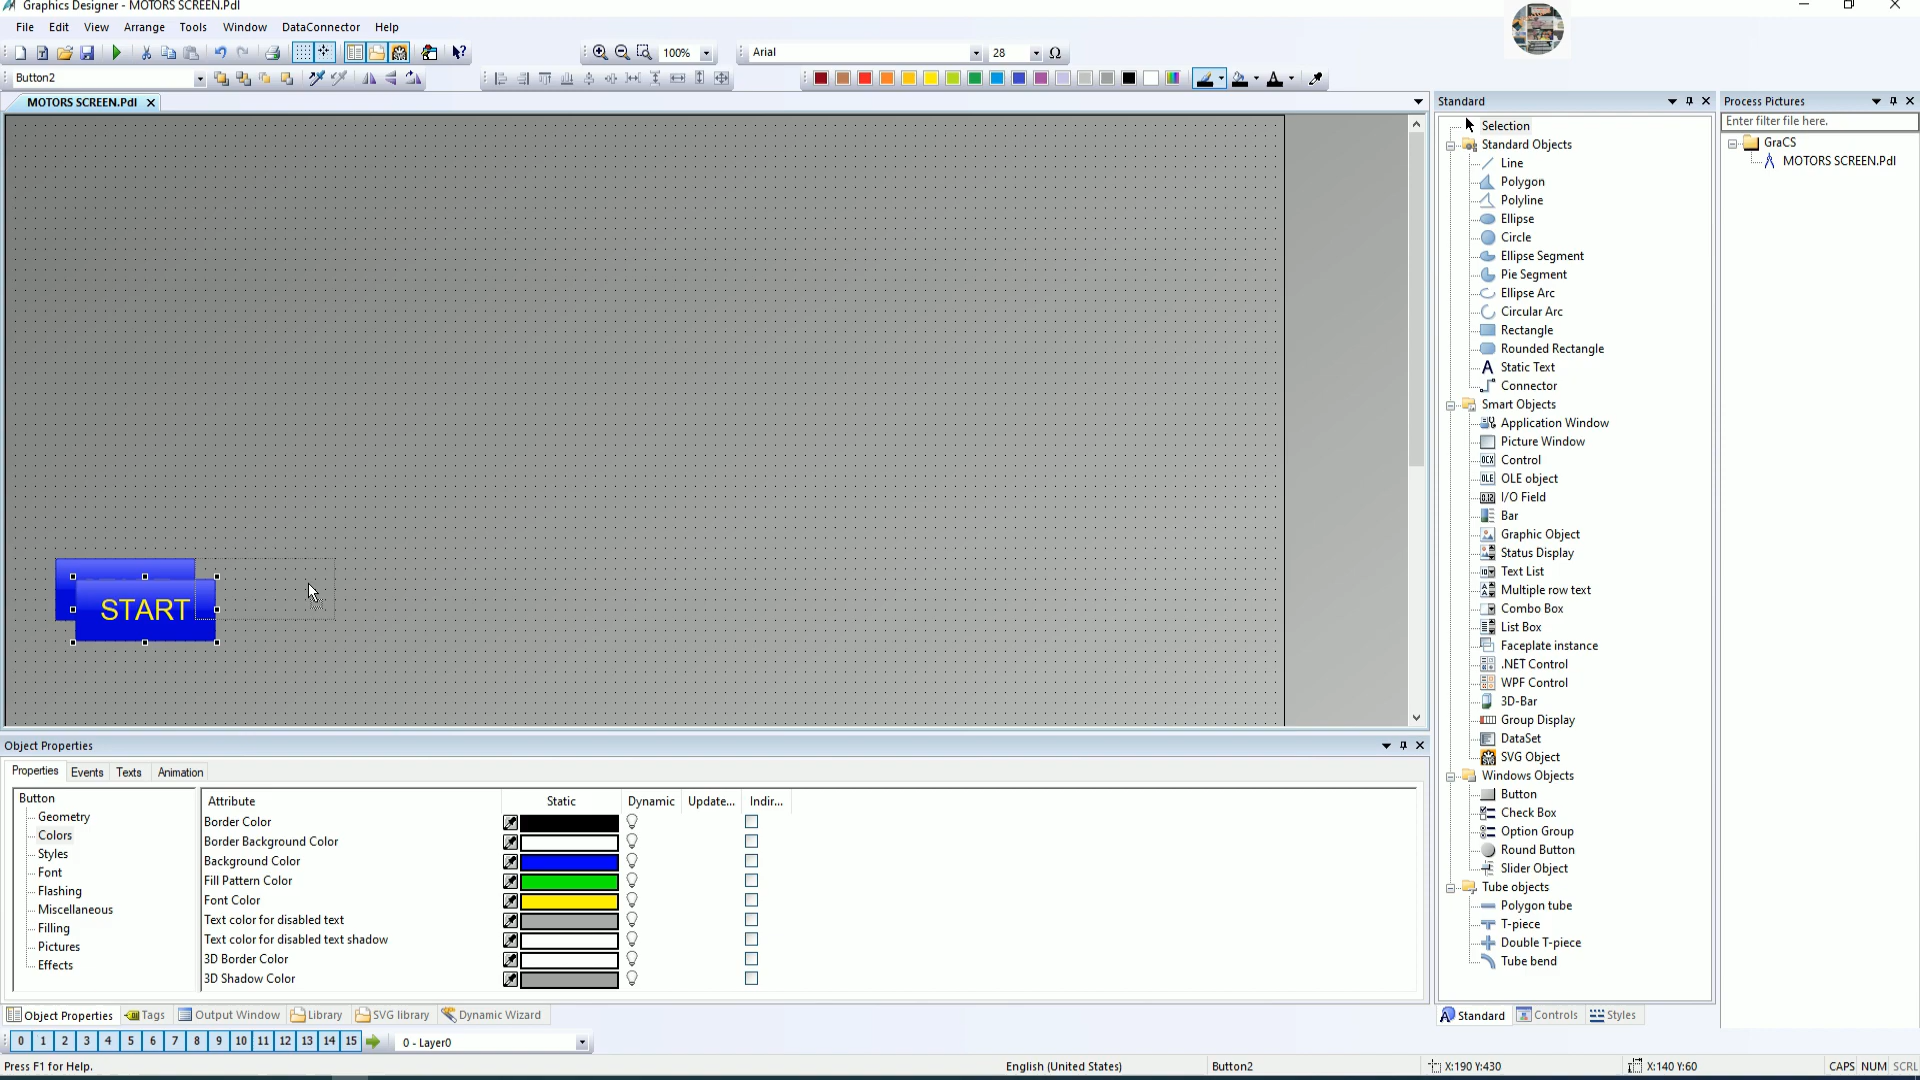 Graphics Designer - MOTORS SCREEN.Pdl
File Edit View Arrange Tools Window DataConnector Help
100% Arial 28 Ω
Button2
MOTORS SCREEN.Pdl
START
Standard
Selection
Standard Objects
Line
Polygon
Polyline
Ellipse
Circle
Ellipse Segment
Pie Segment
Ellipse Arc
Circular Arc
Rectangle
Rounded Rectangle
Static Text
Connector
Smart Objects
Application Window
Picture Window
Control
OLE object
I/O Field
Bar
Graphic Object
Status Display
Text List
Multiple row text
Combo Box
List Box
Faceplate instance
.NET Control
WPF Control
3D-Bar
Group Display
DataSet
SVG Object
Windows Objects
Button
Check Box
Option Group
Round Button
Slider Object
Tube objects
Polygon tube
T-piece
Double T-piece
Tube bend
Standard Controls Styles
Process Pictures
Enter filter file here.
GraCS
MOTORS SCREEN.Pdl
Object Properties
Properties Events Texts Animation
Button
Geometry
Colors
Styles
Font
Flashing
Miscellaneous
Filling
Pictures
Effects
Attribute Static Dynamic Update... Indir...
Border Color
Border Background Color
Background Color
Fill Pattern Color
Font Color
Text color for disabled text
Text color for disabled text shadow
3D Border Color
3D Shadow Color
Object Properties Tags Output Window Library SVG library Dynamic Wizard
0 1 2 3 4 5 6 7 8 9 10 11 12 13 14 15 0 - Layer0
Press F1 for Help. English (United States) Button2 X:190 Y:430 X:140 Y:60 CAPS NUM SCRL